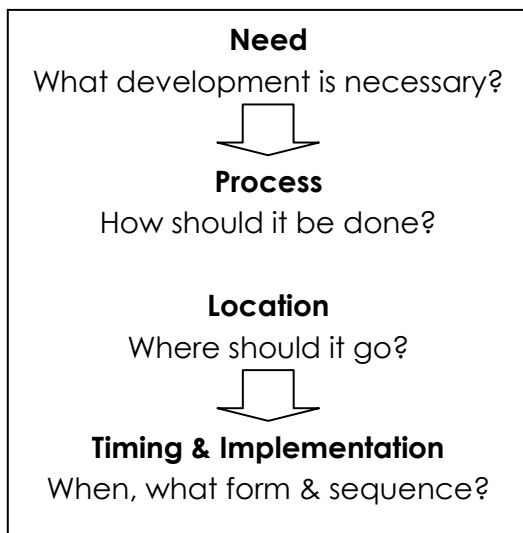 Need
What development is necessary?
Process
How should it be done?
Location
Where should it go?
Timing & Implementation
When, what form & sequence?